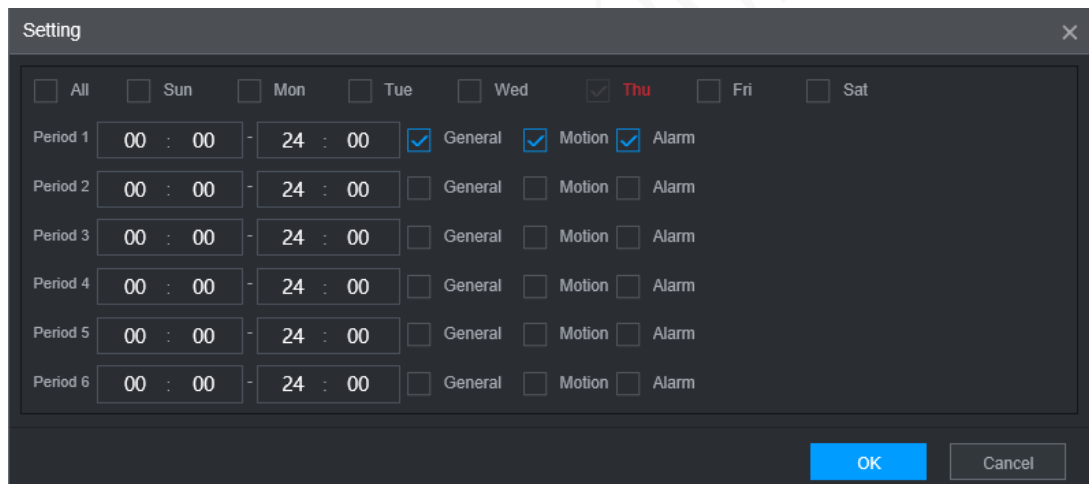 Setting
All Sun Mon Tue Wed Thu Fri Sat
Period 1 00 : 00 - 24 : 00 General Motion Alarm
Period 2 00 : 00 - 24 : 00 General Motion Alarm
Period 3 00 : 00 - 24 : 00 General Motion Alarm
Period 4 00 : 00 - 24 : 00 General Motion Alarm
Period 5 00 : 00 - 24 : 00 General Motion Alarm
Period 6 00 : 00 - 24 : 00 General Motion Alarm
OK Cancel